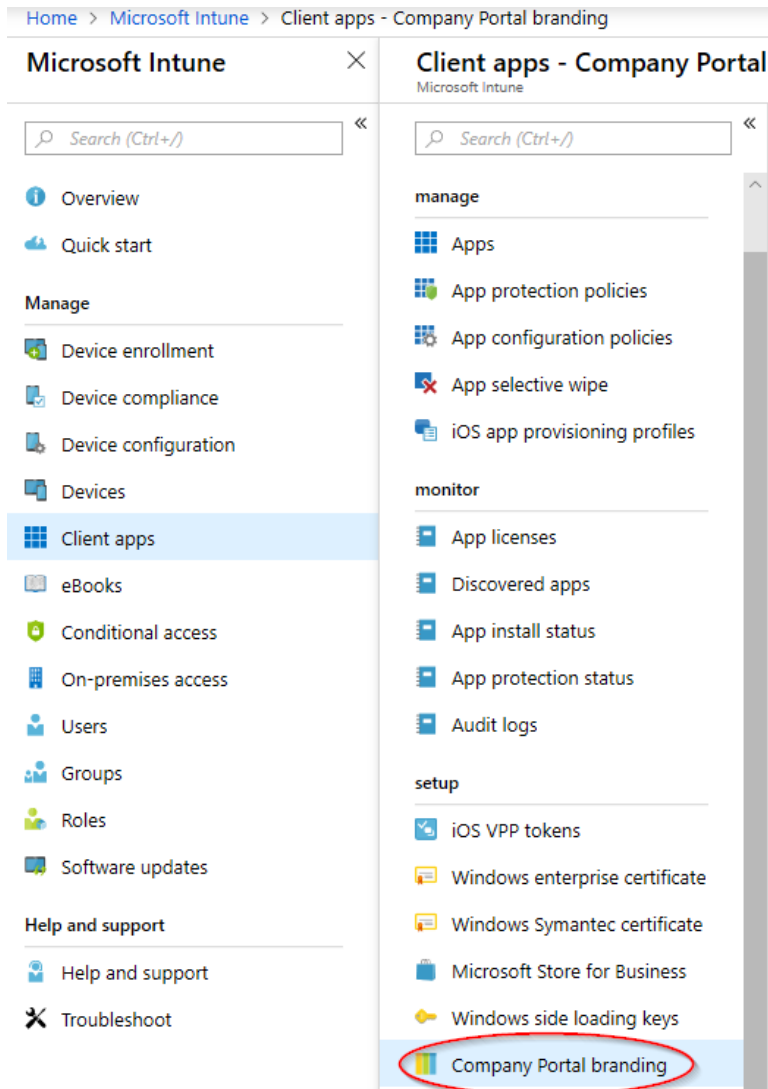 Home > Microsoft Intune > Client apps - Company Portal branding
Microsoft Intune
Search (Ctrl+/)
Overview
Quick start
Manage
Device enrollment
Device compliance
Device configuration
Devices
Client apps
eBooks
Conditional access
On-premises access
Users
Groups
Roles
Software updates
Help and support
Help and support
Troubleshoot
Client apps - Company Portal
Microsoft Intune
Search (Ctrl+/)
manage
Apps
App protection policies
App configuration policies
App selective wipe
iOS app provisioning profiles
monitor
App licenses
Discovered apps
App install status
App protection status
Audit logs
setup
iOS VPP tokens
Windows enterprise certificate
Windows Symantec certificate
Microsoft Store for Business
Windows side loading keys
Company Portal branding